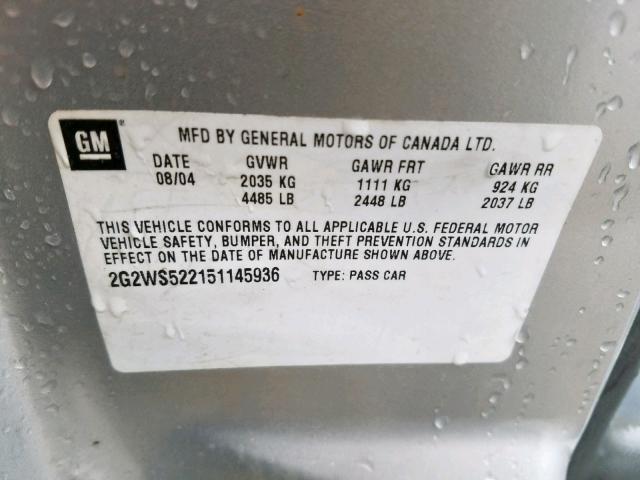 GM
MFD BY GENERAL MOTORS OF CANADA LTD.
DATE GVWR GAWR FRT GAWR RR
08/04 2035 KG 1111 KG 924 KG
4485 LB 2448 LB 2037 LB
THIS VEHICLE CONFORMS TO ALL APPLICABLE U.S. FEDERAL MOTOR
VEHICLE SAFETY, BUMPER, AND THEFT PREVENTION STANDARDS IN
EFFECT ON THE DATE OF MANUFACTURE SHOWN ABOVE.
2G2WS522151145936 TYPE: PASS CAR